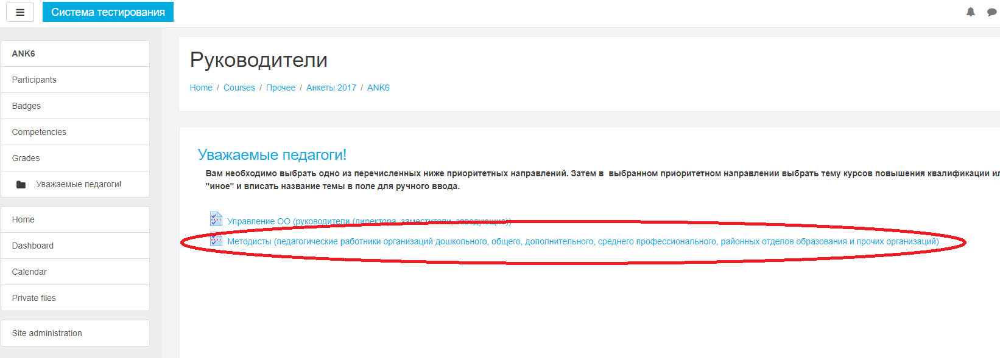 Система тестирования
ANK6
Participants
Badges
Competencies
Grades
Уважаемые педагоги!
Home
Dashboard
Calendar
Private files
Site administration
Руководители
Home / Courses / Прочее / Анкеты 2017 / ANK6
Уважаемые педагоги!
Вам необходимо выбрать одно из перечисленных ниже приоритетных направлений. Затем в выбранном приоритетном направлении выбрать тему курсов повышения квалификации ил
"иное" и вписать название темы в поле для ручного ввода.
Управление ОО (руководители (директора, заместители, заведующие))
Методисты (педагогические работники организаций дошкольного, общего, дополнительного, среднего профессионального, районных отделов образования и прочих организаций)